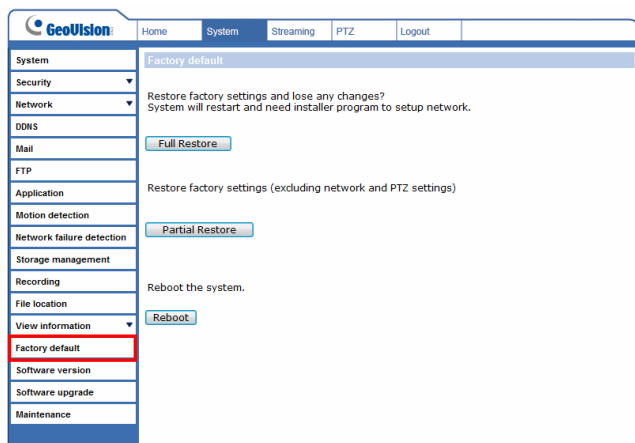 GeoVision
Home
System
Streaming
PTZ
Logout
System
Security
Network
DDNS
Mail
FTP
Application
Motion detection
Network failure detection
Storage management
Recording
File location
View information
Factory default
Software version
Software upgrade
Maintenance
Factory default
Restore factory settings and lose any changes?
System will restart and need installer program to setup network.
Full Restore
Restore factory settings (excluding network and PTZ settings)
Partial Restore
Reboot the system.
Reboot